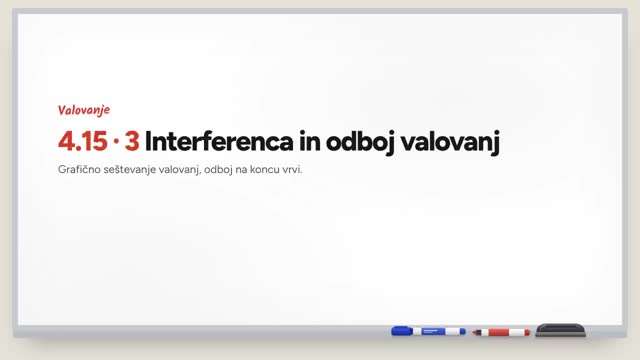 Valovanje
4.15 · 3 Interferenca in odboj valovanj
Grafično seštevanje valovanj, odboj na koncu vrvi.